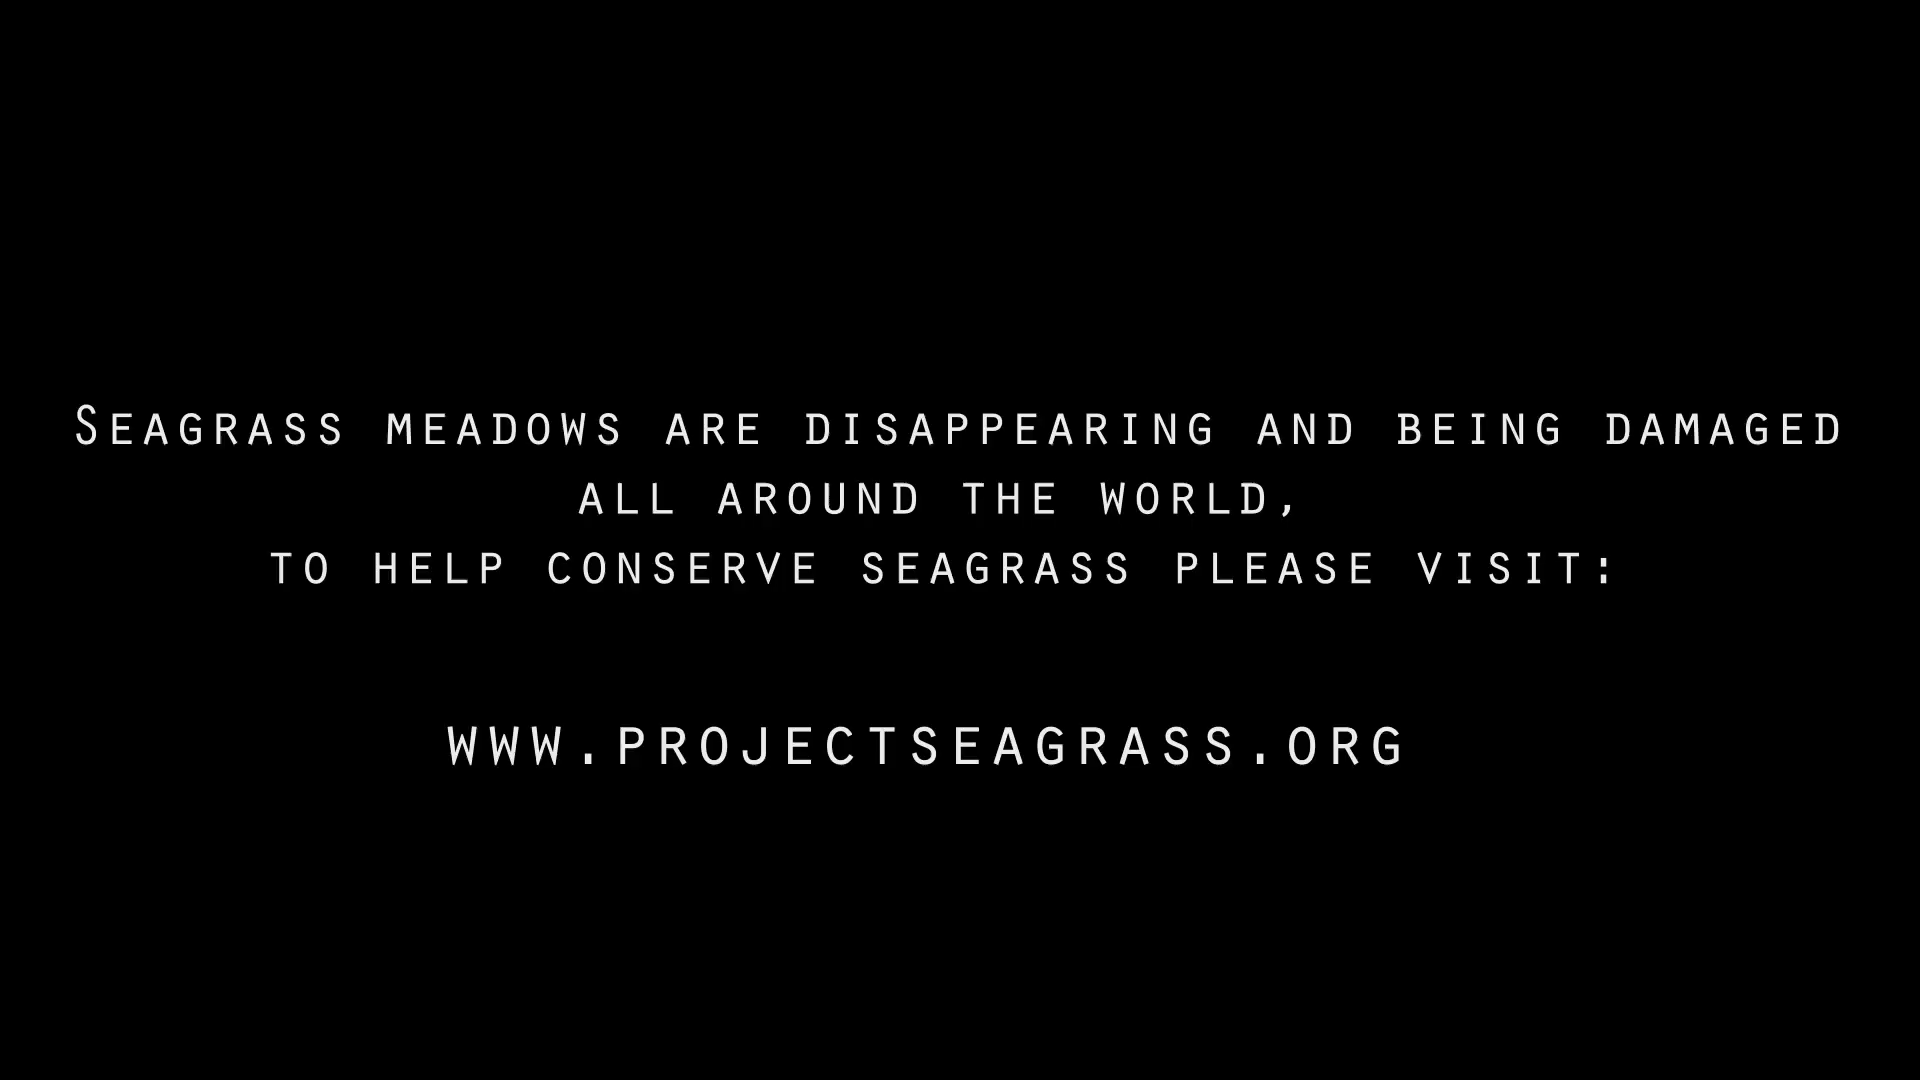 Seagrass meadows are disappearing and being damaged
all around the world,
to help conserve seagrass please visit:
www.projectseagrass.org